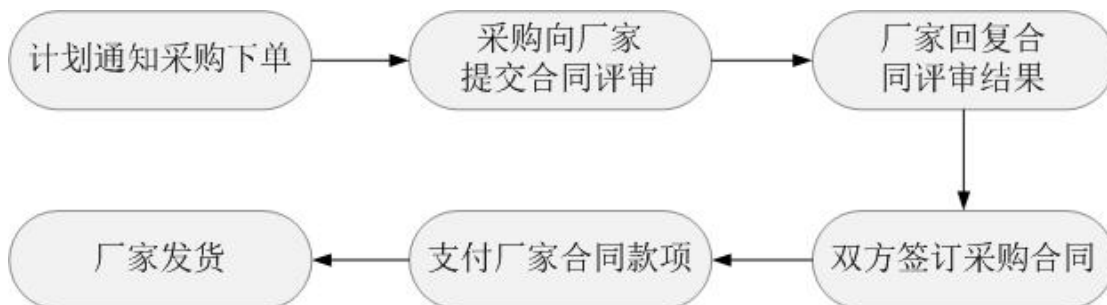 计划通知采购下单
采购向厂家
提交合同评审
厂家回复合
同评审结果
双方签订采购合同
支付厂家合同款项
厂家发货